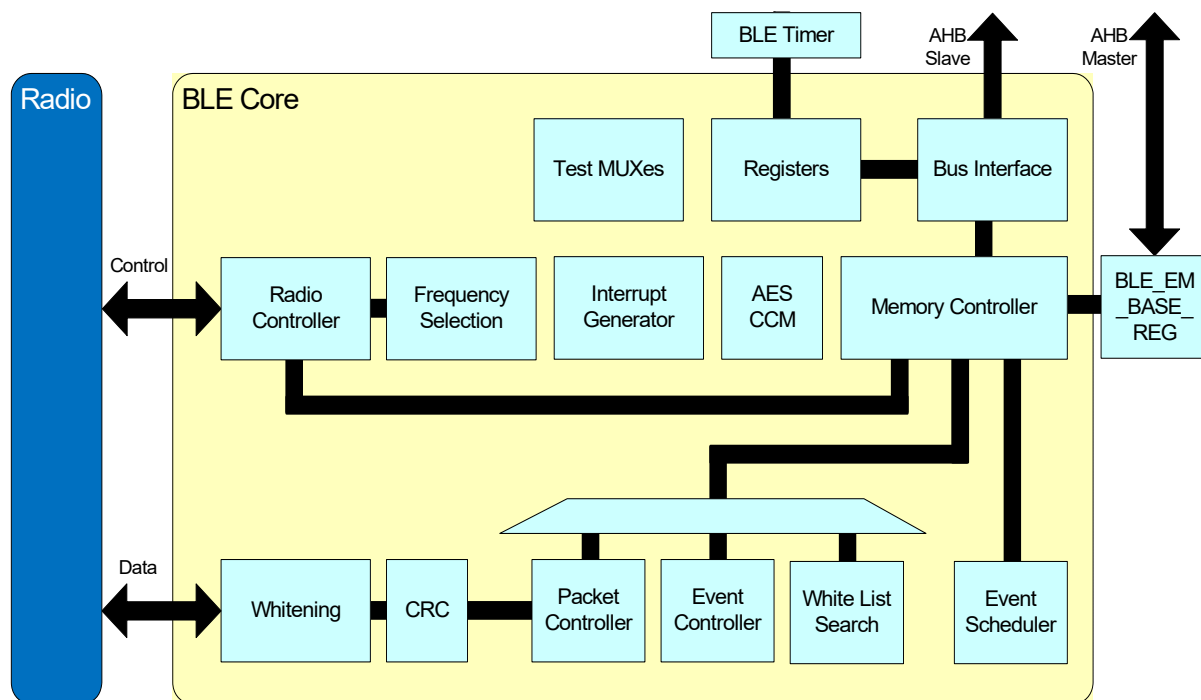 BLE Timer
AHB
Slave
AHB
Master
Radio
BLE Core
Test MUXes
Registers
Bus Interface
Control
Radio
Controller
Frequency
Selection
Interrupt
Generator
AES
CCM
Memory Controller
BLE_EM
_BASE_
REG
Data
Whitening
CRC
Packet
Controller
Event
Controller
White List
Search
Event
Scheduler